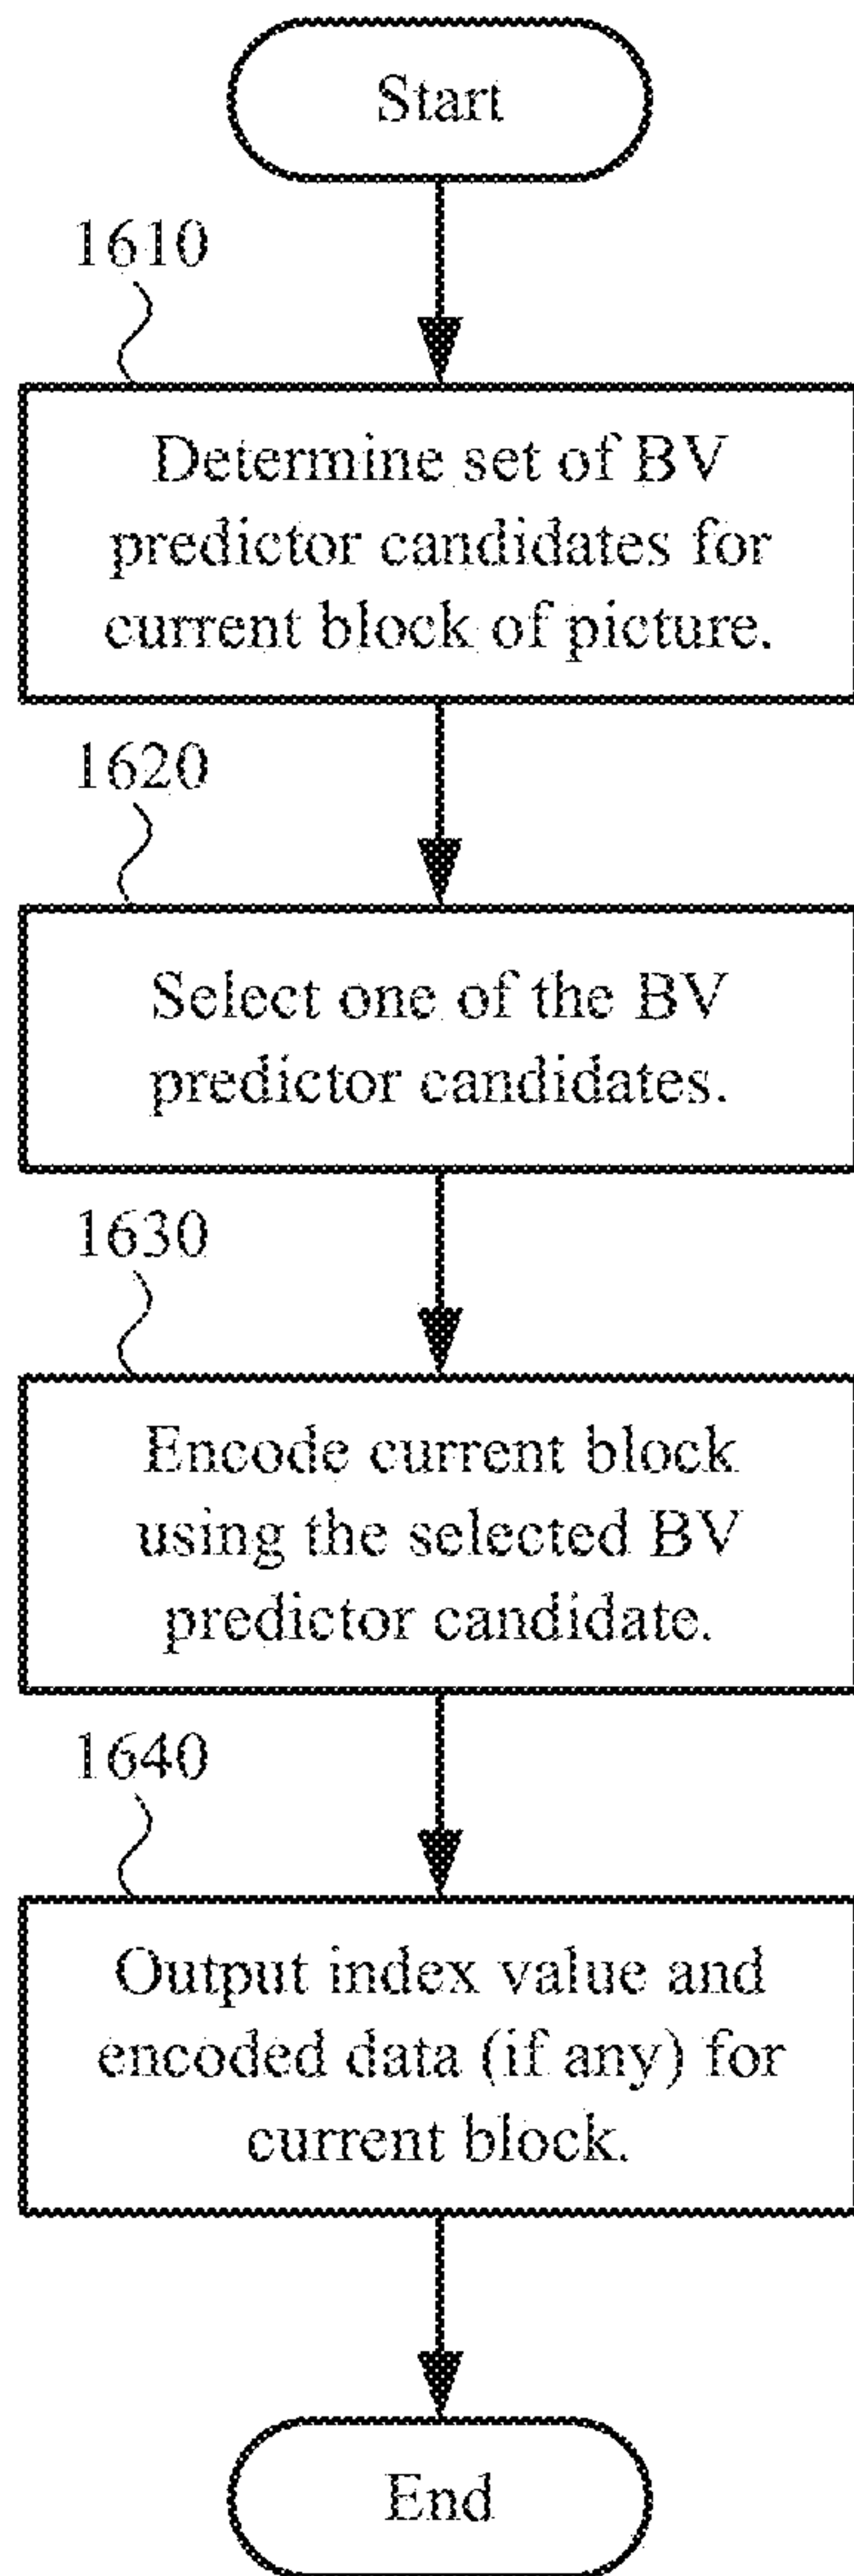 Start
1610
Determine set of BV
predictor candidates for
current block of picture.
1620
Select one of the BV
predictor candidates.
1630
Encode current block
using the selected BV
predictor candidate.
1640
Output index value and
encoded data (if any) for
current block.
End